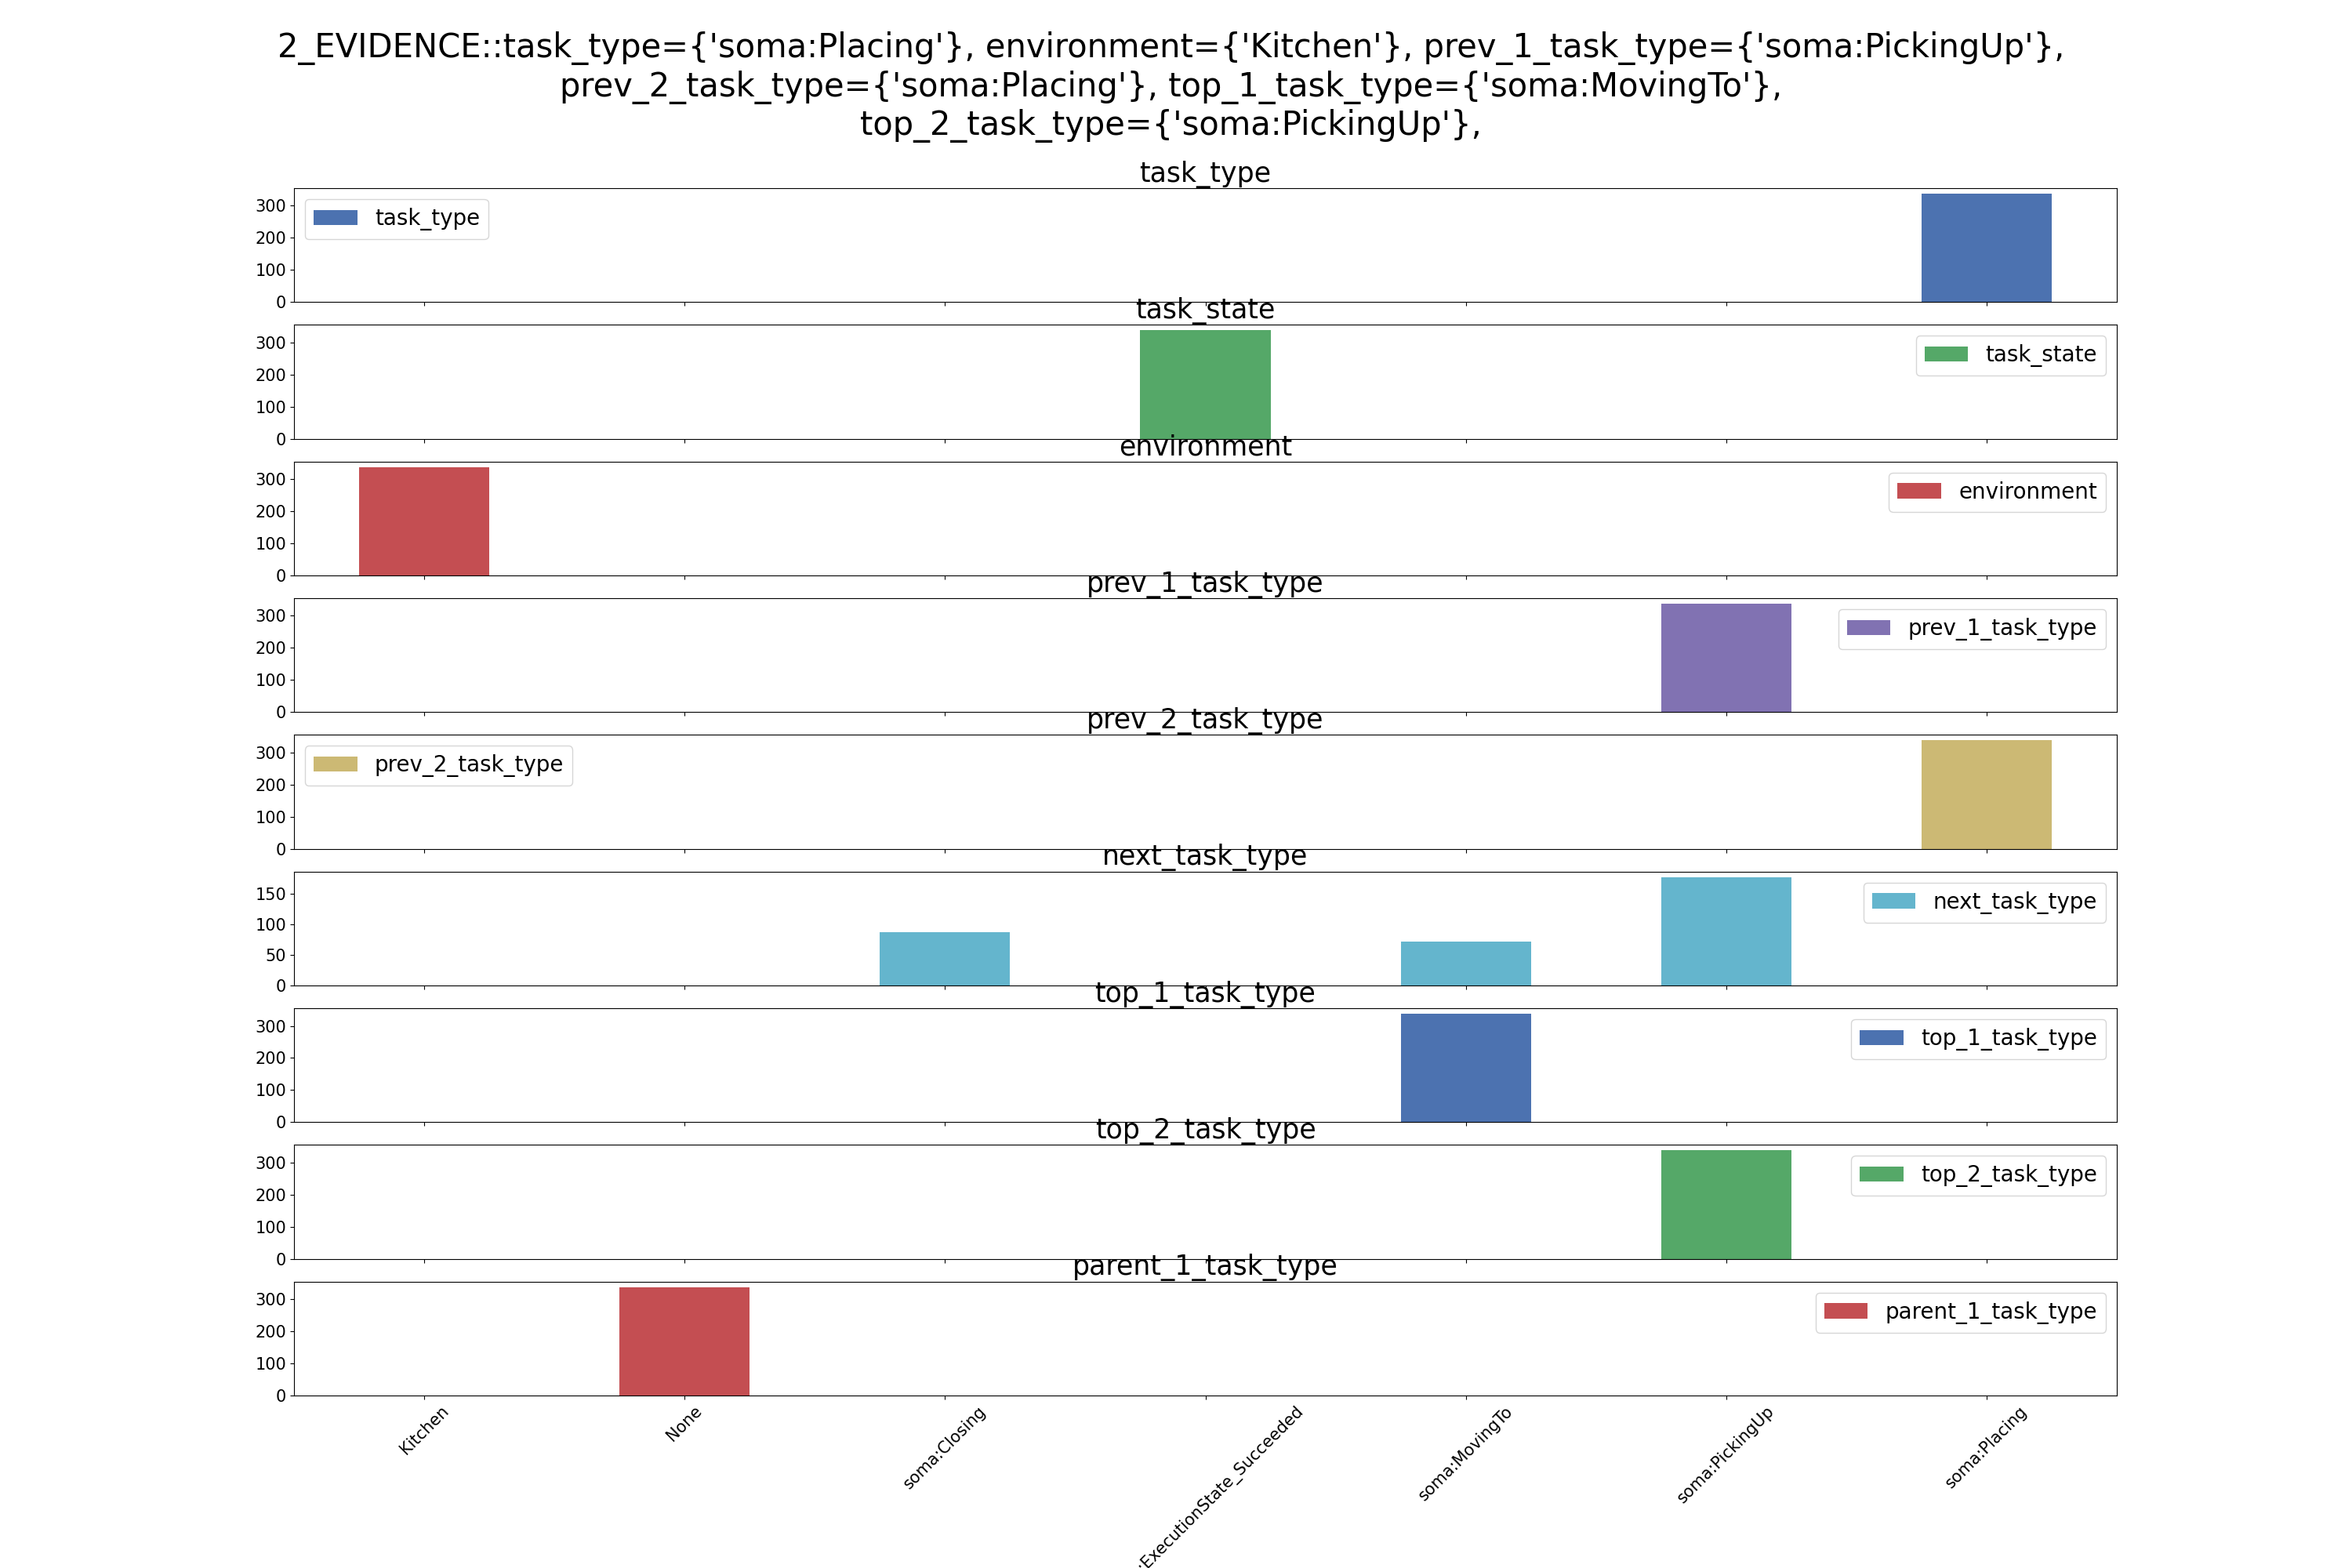 2_EVIDENCE::task_type={'soma:Placing'}, environment={'Kitchen'}, prev_1_task_type={'soma:PickingUp'},
prev_2_task_type={'soma:Placing'}, top_1_task_type={'soma:MovingTo'},
top_2_task_type={'soma:PickingUp'},
task_type
300
200
100
0
task_type
task_state
300
200
100
0
task_state
environment
300
200
100
0
environment
prev_1_task_type
300
200
100
0
prev_1_task_type
prev_2_task_type
300
200
100
0
prev_2_task_type
next_task_type
150
100
50
0
next_task_type
top_1_task_type
300
200
100
0
top_1_task_type
top_2_task_type
300
200
100
0
top_2_task_type
parent_1_task_type
300
200
100
0
parent_1_task_type
Kitchen
None
soma:Closing
:ExecutionState_Succeeded
soma:MovingTo
soma:PickingUp
soma:Placing